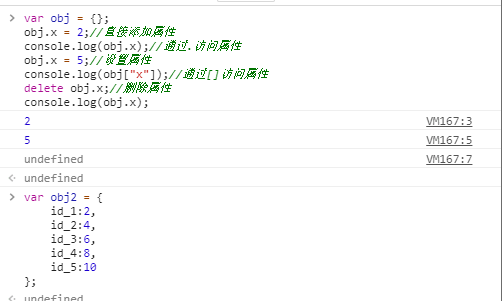 var obj = {};
obj.x = 2;//直接添加属性
console.log(obj.x);//通过.访问属性
obj.x = 5;//设置属性
console.log(obj["x"]);//通过[]访问属性
delete obj.x;//删除属性
console.log(obj.x);
2 VM167:3
5 VM167:5
undefined VM167:7
undefined
var obj2 = {
id_1:2,
id_2:4,
id_3:6,
id_4:8,
id_5:10
};
undefined